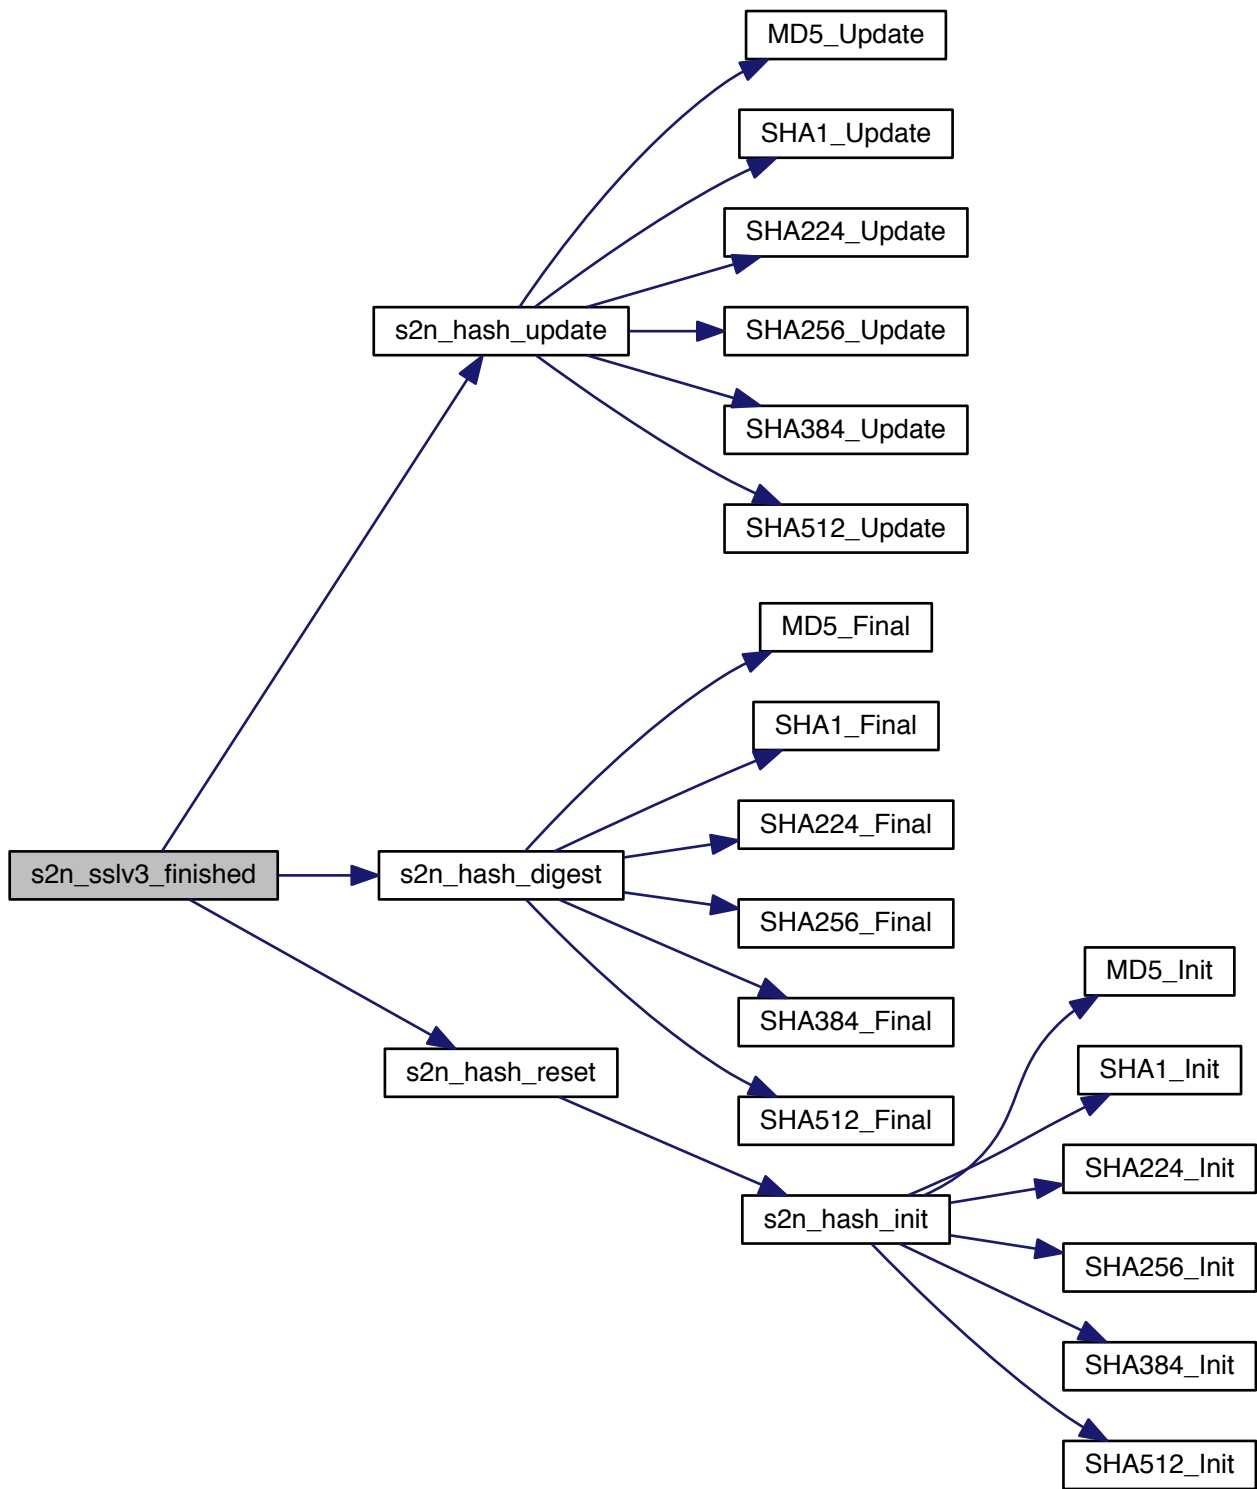 MD5_Update
SHA1_Update
SHA224_Update
s2n_hash_update
SHA256_Update
SHA384_Update
SHA512_Update
MD5_Final
SHA1_Final
SHA224_Final
s2n_sslv3_finished
s2n_hash_digest
SHA256_Final
MD5_Init
SHA384_Final
s2n_hash_reset
SHA1_Init
SHA512_Final
SHA224_Init
s2n_hash_init
SHA256_Init
SHA384_Init
SHA512_Init